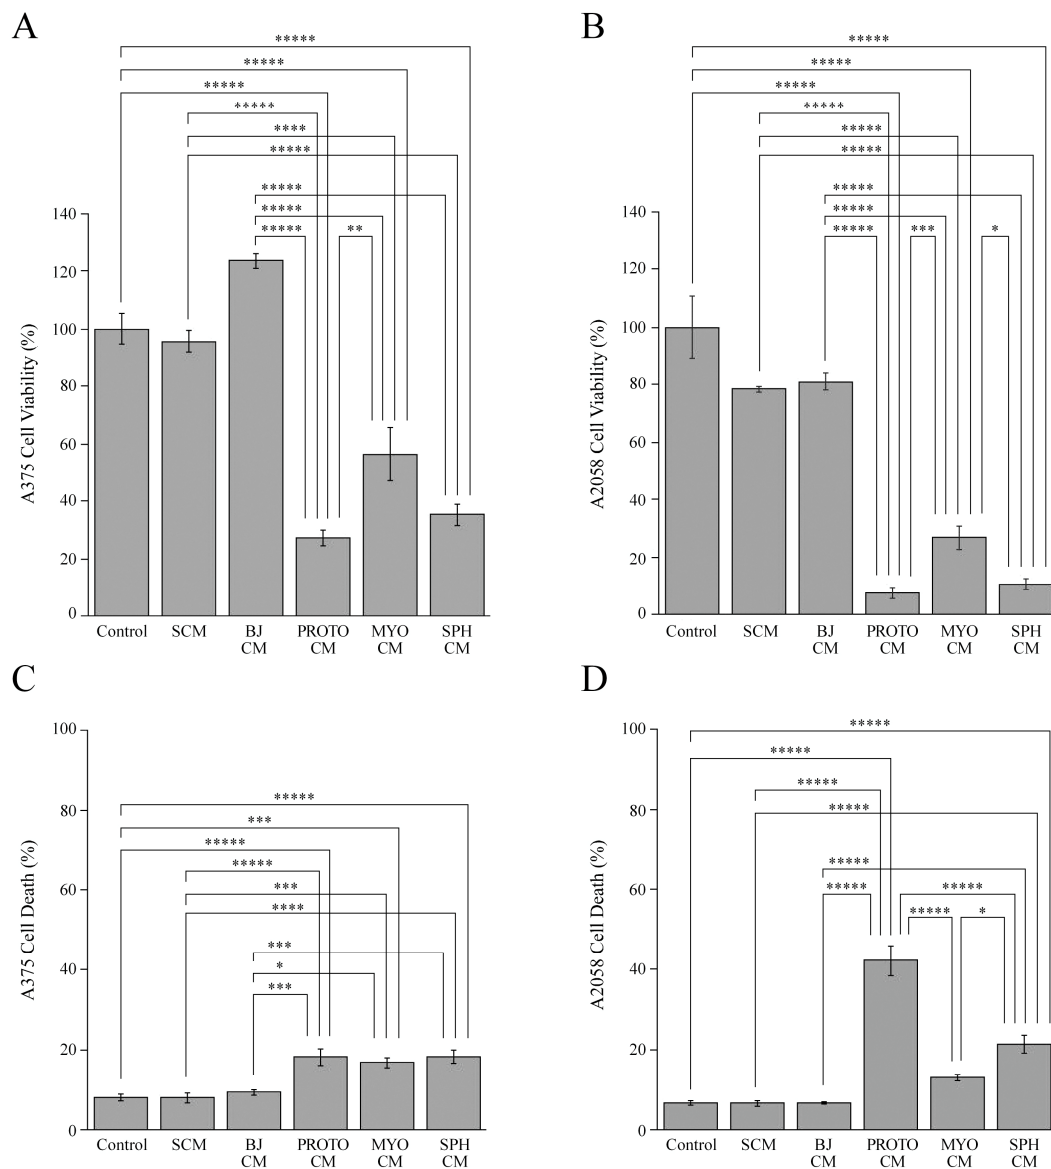 A
*****
*****
*****
*****
****
*****
*****
*****
*****
**
140
120
100
80
60
40
20
0
A375 Cell Viability (%)
Control
SCM
BJ
CM
PROTO
CM
MYO
CM
SPH
CM
B
*****
*****
*****
*****
*****
*****
*****
*****
*****
***
*
140
120
100
80
60
40
20
0
A2058 Cell Viability (%)
Control
SCM
BJ
CM
PROTO
CM
MYO
CM
SPH
CM
C
100
80
60
40
20
0
A375 Cell Death (%)
*****
***
*****
*****
***
****
***
*
***
Control
SCM
BJ
CM
PROTO
CM
MYO
CM
SPH
CM
D
100
80
60
40
20
0
A2058 Cell Death (%)
*****
*****
*****
*****
*****
*****
*****
*****
*
Control
SCM
BJ
CM
PROTO
CM
MYO
CM
SPH
CM